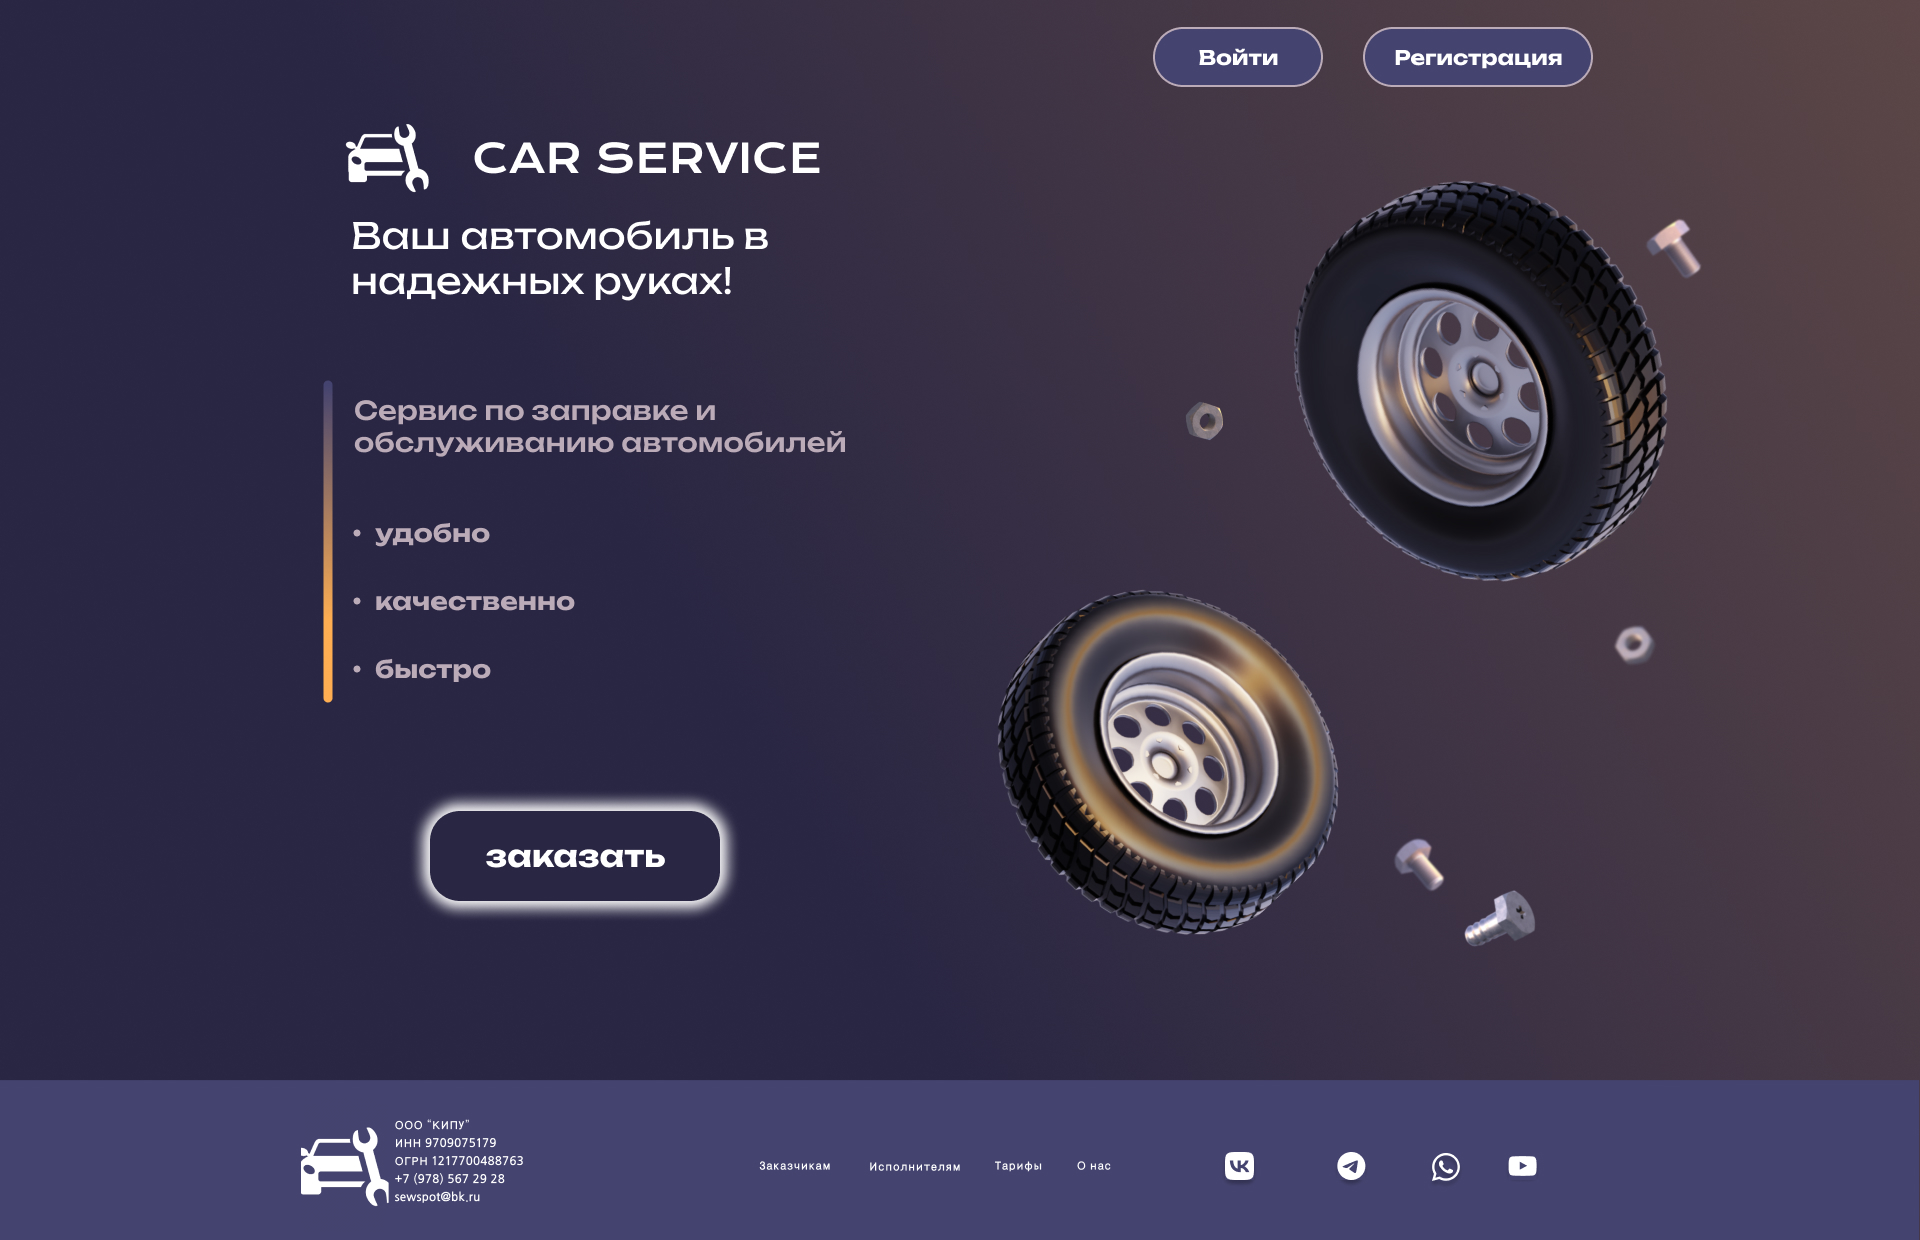 Войти
Регистрация
CAR SERVICE
Ваш автомобиль в
надежных руках!
Сервис по заправке и
обслуживанию автомобилей
• удобно
• качественно
• быстро
заказать
ООО “КИПУ”
ИНН 9709075179
ОГРН 1217700488763
+7 (978) 567 29 28
sewspot@bk.ru
Заказчикам
Исполнителям
Тарифы
О нас